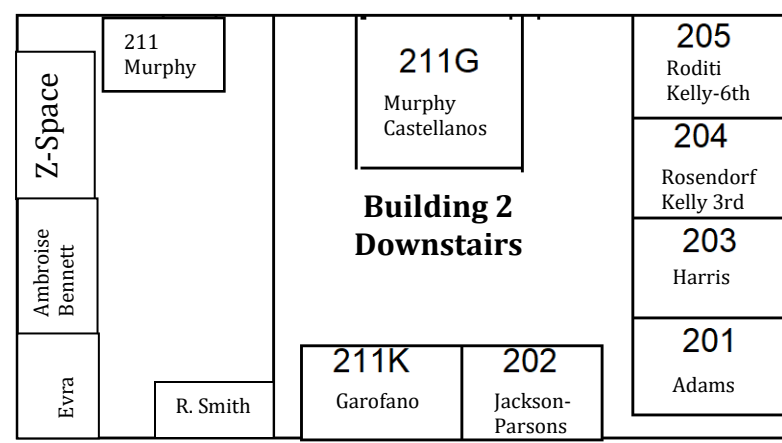 211
Murphy
Z-Space
Ambroise
Bennett
Evra
R. Smith
211G
Murphy
Castellanos
Building 2
Downstairs
211K
Garofano
202
Jackson-
Parsons
205
Roditi
Kelly-6th
204
Rosendorf
Kelly 3rd
203
Harris
201
Adams